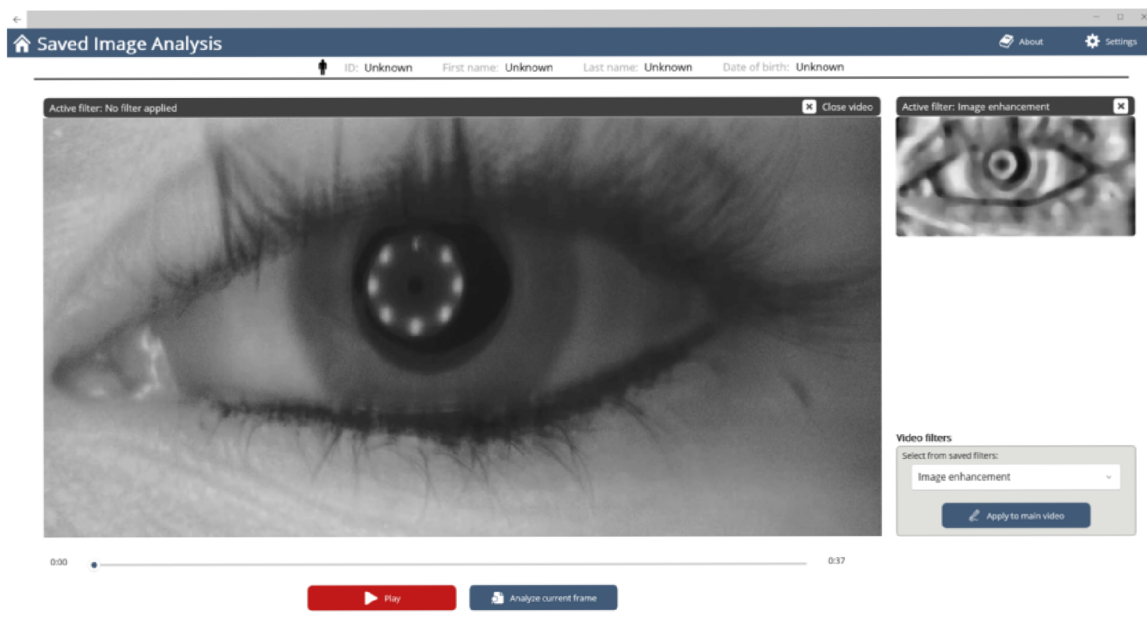 Saved Image Analysis
About
Settings
ID: Unknown First name: Unknown Last name: Unknown Date of birth: Unknown
Active filter: No filter applied
Close video
Active filter: Image enhancement
Video filters
Select from saved filters:
Image enhancement
Apply to main video
0:00
0:37
Play
Analyze current frame